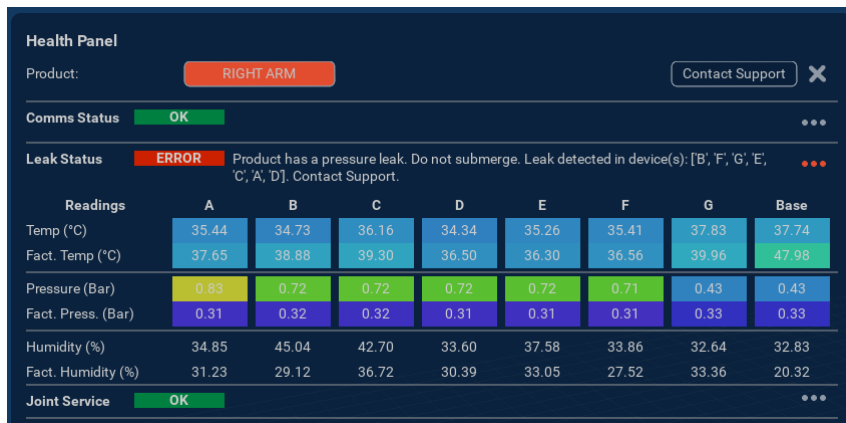 Health Panel
Product: RIGHT ARM Contact Support
Comms Status OK
Leak Status ERROR Product has a pressure leak. Do not submerge. Leak detected in device(s): ['B', 'F', 'G', 'E',
'C', 'A', 'D']. Contact Support.
Readings A B C D E F G Base
Temp (°C) 35.44 34.73 36.16 34.34 35.26 35.41 37.83 37.74
Fact. Temp (°C) 37.65 38.88 39.30 36.50 36.30 36.56 39.96 47.98
Pressure (Bar) 0.83 0.72 0.72 0.72 0.72 0.71 0.43 0.43
Fact. Press. (Bar) 0.31 0.32 0.32 0.31 0.31 0.31 0.33 0.33
Humidity (%) 34.85 45.04 42.70 33.60 37.58 33.86 32.64 32.83
Fact. Humidity (%) 31.23 29.12 36.72 30.39 33.05 27.52 33.36 20.32
Joint Service OK